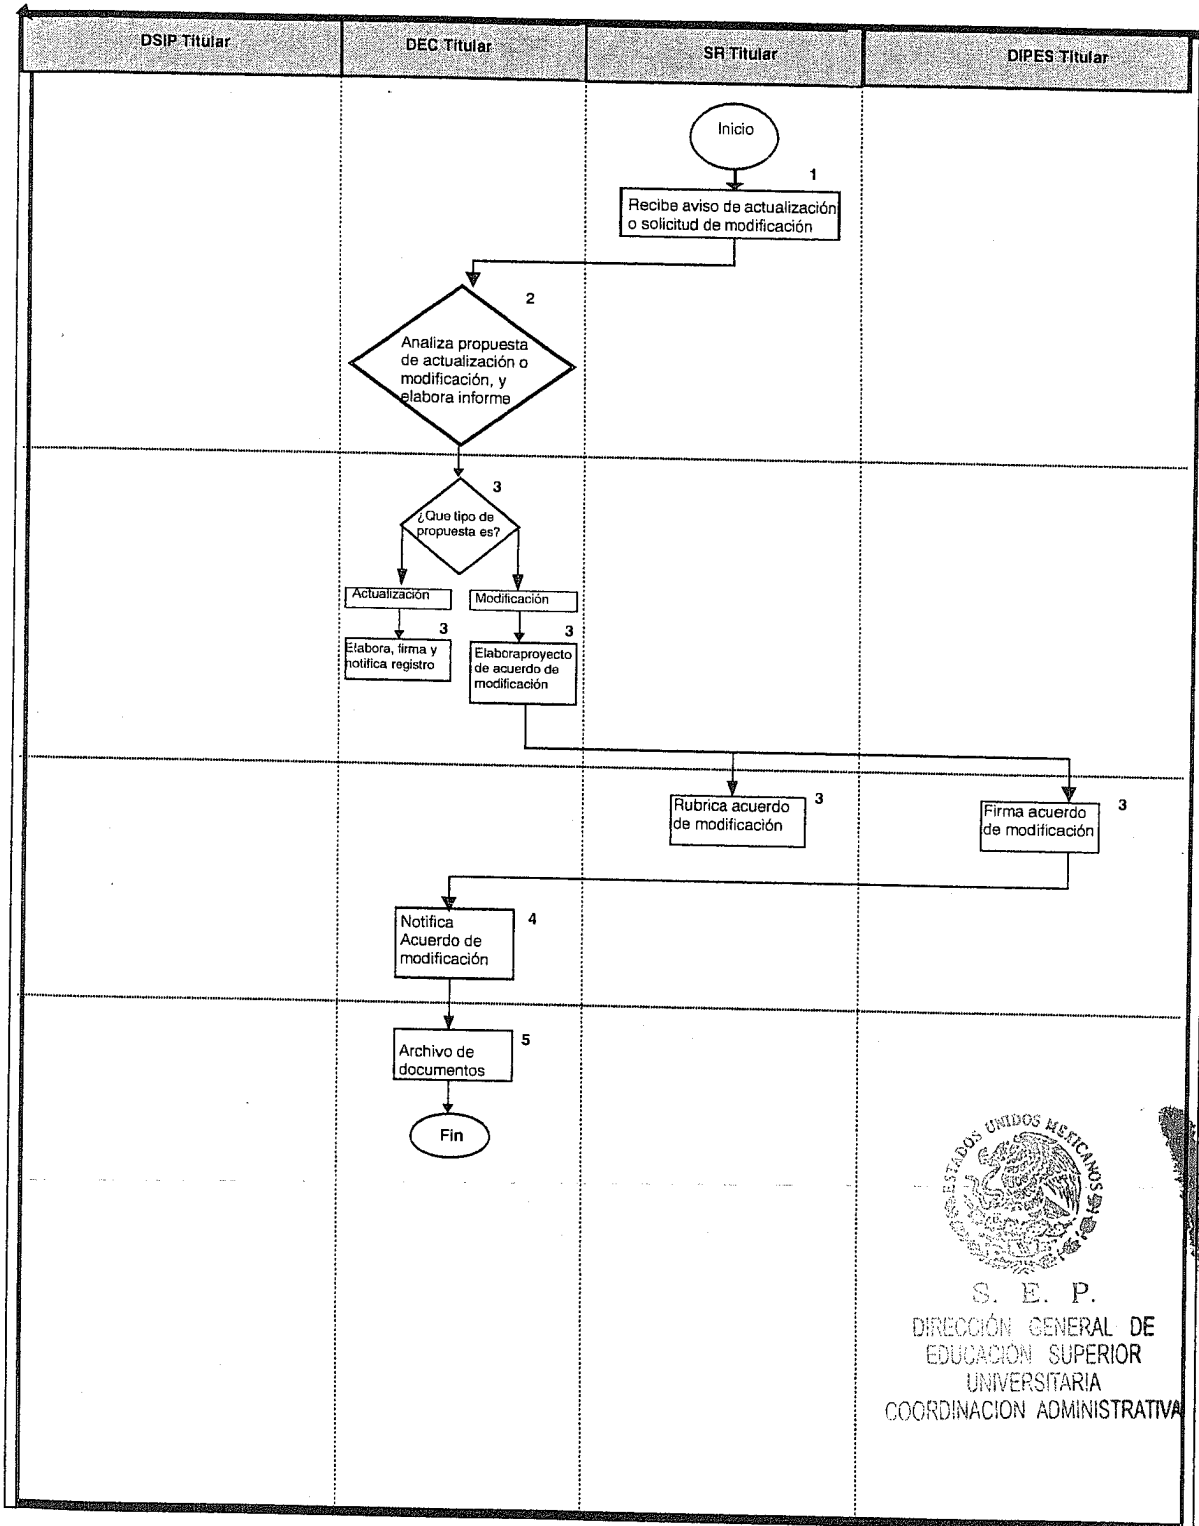 DSIP Titular
DEC Titular
SR Titular
DIPES Titular
Inicio
1
Recibe aviso de actualización
o solicitud de modificación
2
Analiza propuesta
de actualización o
modificación, y
elabora informe
3
¿Que tipo de
propuesta es?
Actualización
Modificación
3
Elabora, firma y
notifica registro
3
Elaboraproyecto
de acuerdo de
modificación
Rubrica acuerdo
de modificación
3
Firma acuerdo
de modificación
3
Notifica
Acuerdo de
modificación
4
Archivo de
documentos
5
Fin
ESTADOS UNIDOS MEXICANOS
S. E. P.
DIRECCIÓN GENERAL DE
EDUCACIÓN SUPERIOR
UNIVERSITARIA
COORDINACION ADMINISTRATIVA